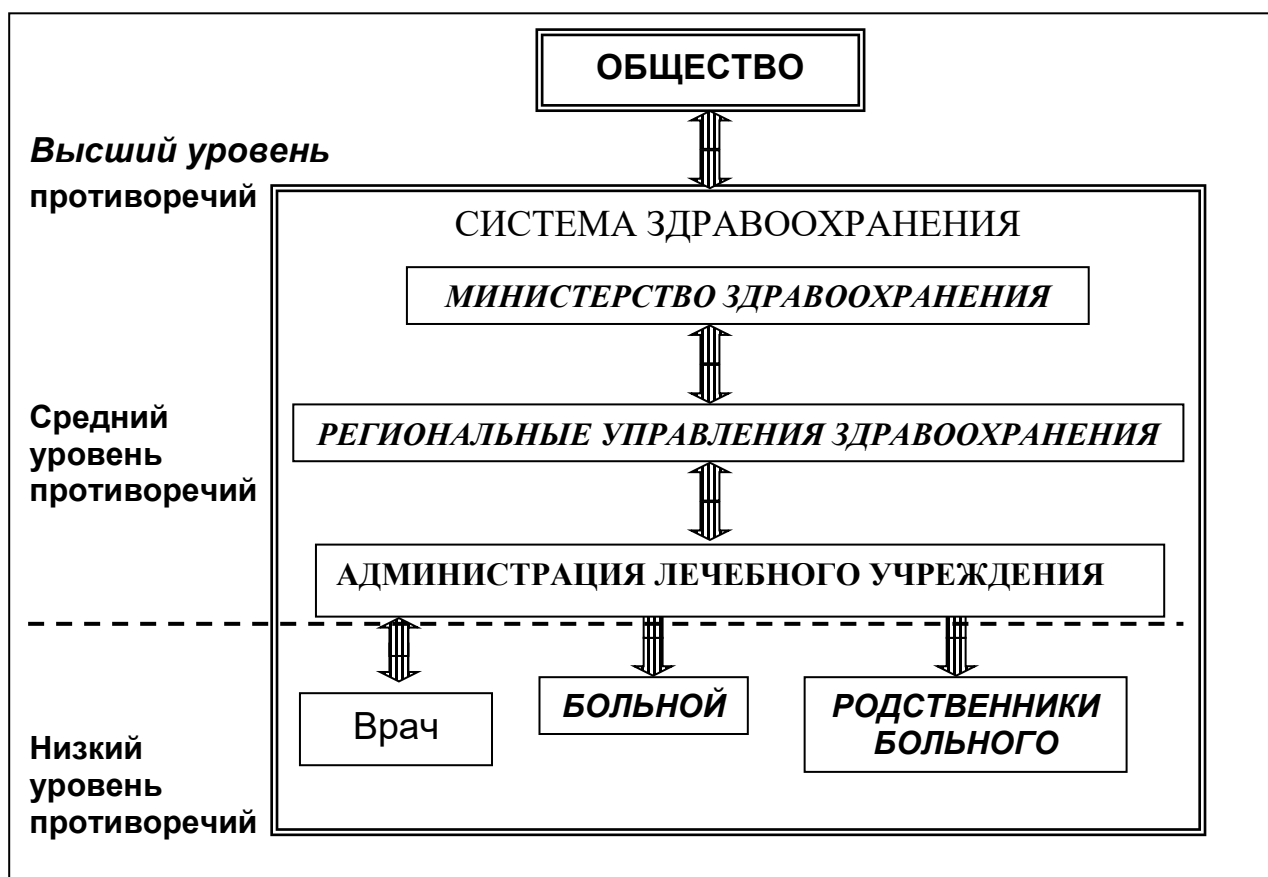 ОБЩЕСТВО
Высший уровень
противоречий
СИСТЕМА ЗДРАВООХРАНЕНИЯ
МИНИСТЕРСТВО ЗДРАВООХРАНЕНИЯ
Средний
уровень
противоречий
РЕГИОНАЛЬНЫЕ УПРАВЛЕНИЯ ЗДРАВООХРАНЕНИЯ
АДМИНИСТРАЦИЯ ЛЕЧЕБНОГО УЧРЕЖДЕНИЯ
Низкий
уровень
противоречий
Врач
БОЛЬНОЙ
РОДСТВЕННИКИ
БОЛЬНОГО